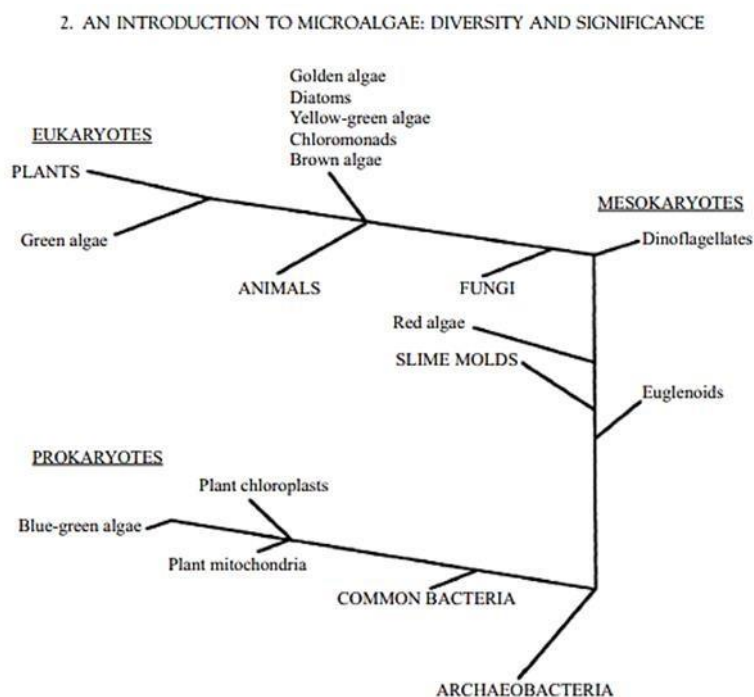 2. AN INTRODUCTION TO MICROALGAE: DIVERSITY AND SIGNIFICANCE
Golden algae
Diatoms
Yellow-green algae
Chloromonads
Brown algae
EUKARYOTES
PLANTS
MESOKARYOTES
Green algae
Dinoflagellates
ANIMALS
FUNGI
Red algae
SLIME MOLDS
Euglenoids
PROKARYOTES
Plant chloroplasts
Blue-green algae
Plant mitochondria
COMMON BACTERIA
ARCHAEOBACTERIA